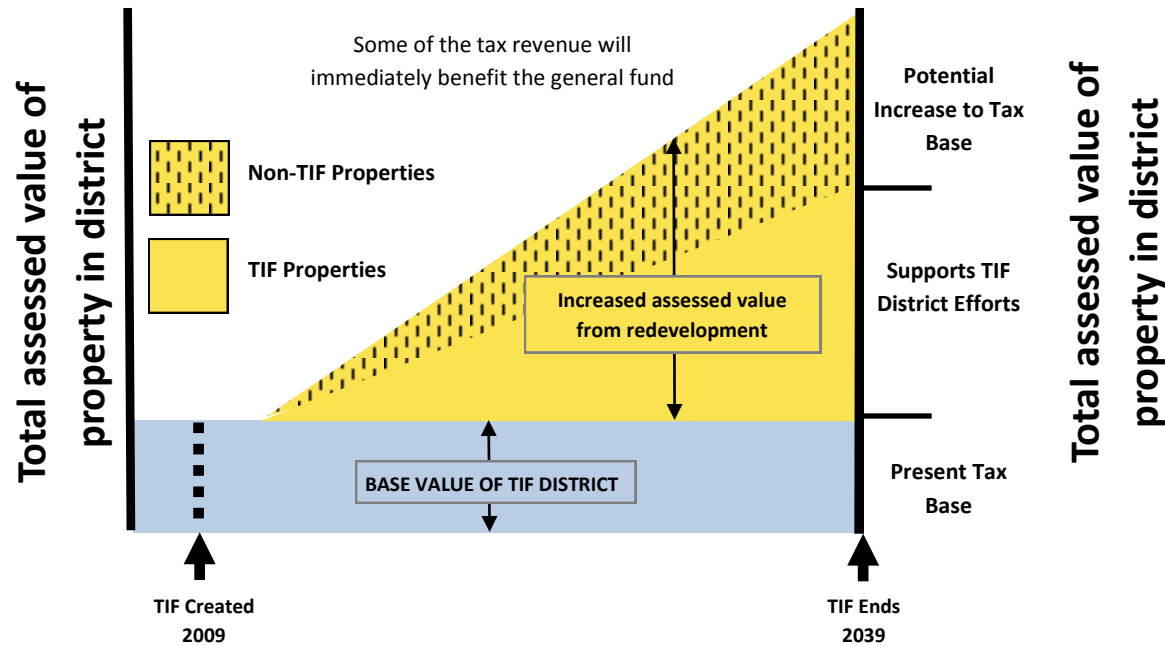 Total assessed value of
property in district
Some of the tax revenue will
immediately benefit the general fund
Non-TIF Properties
TIF Properties
Increased assessed value
from redevelopment
BASE VALUE OF TIF DISTRICT
Potential
Increase to Tax
Base
Supports TIF
District Efforts
Present Tax
Base
Total assessed value of
property in district
TIF Created
2009
TIF Ends
2039